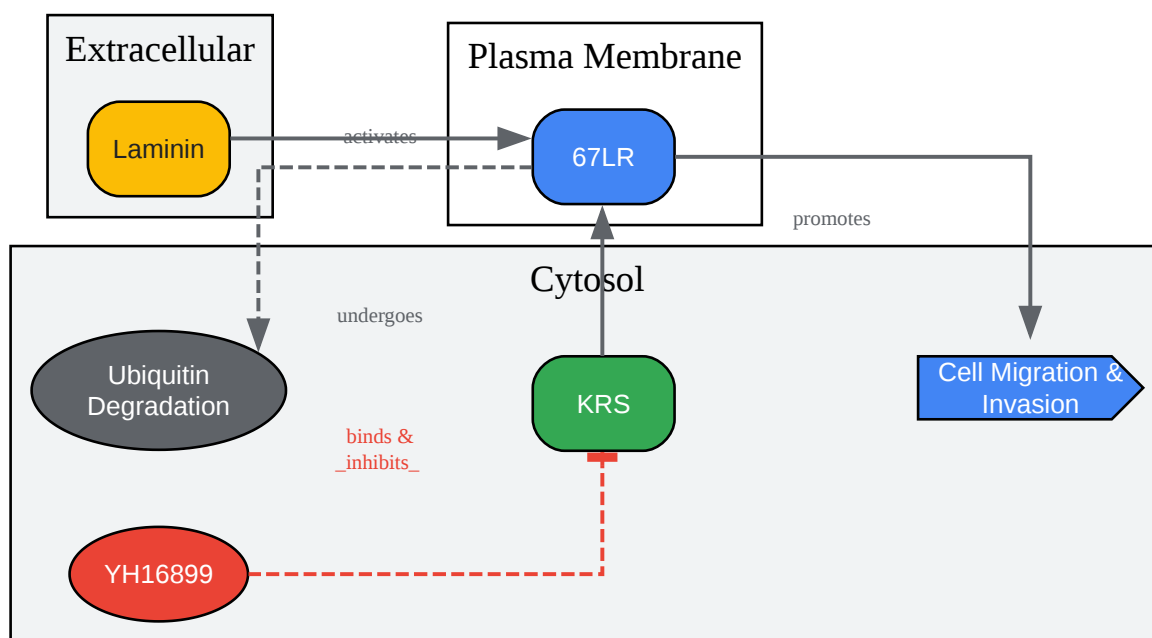 Extracellular
Plasma Membrane
Laminin
activates
67LR
promotes
Cytosol
undergoes
Ubiquitin
Degradation
KRS
Cell Migration &
Invasion
binds &
_inhibits_
YH16899